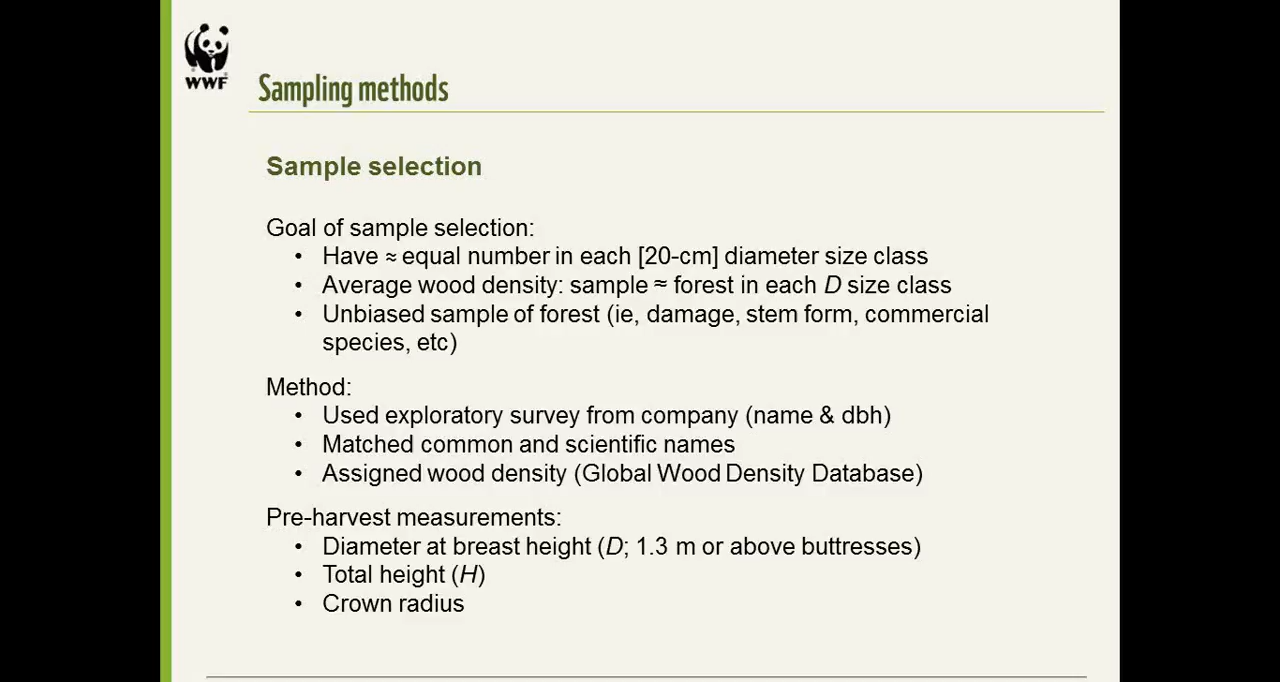 WWF
Sampling methods
Sample selection
Goal of sample selection:
• Have ≈ equal number in each [20-cm] diameter size class
• Average wood density: sample ≈ forest in each D size class
• Unbiased sample of forest (ie, damage, stem form, commercial
species, etc)
Method:
• Used exploratory survey from company (name & dbh)
• Matched common and scientific names
• Assigned wood density (Global Wood Density Database)
Pre-harvest measurements:
• Diameter at breast height (D; 1.3 m or above buttresses)
• Total height (H)
• Crown radius